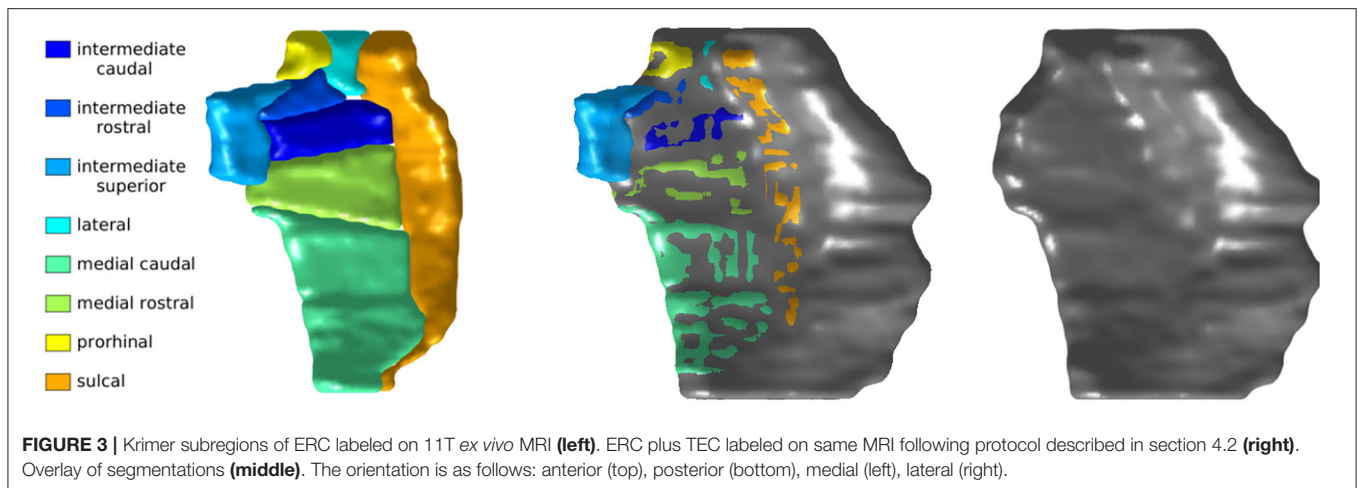 intermediate
caudal
intermediate
rostral
intermediate
superior
lateral
medial caudal
medial rostral
prorhinal
sulcal
FIGURE 3 | Krimer subregions of ERC labeled on 11T ex vivo MRI (left). ERC plus TEC labeled on same MRI following protocol described in section 4.2 (right).
Overlay of segmentations (middle). The orientation is as follows: anterior (top), posterior (bottom), medial (left), lateral (right).